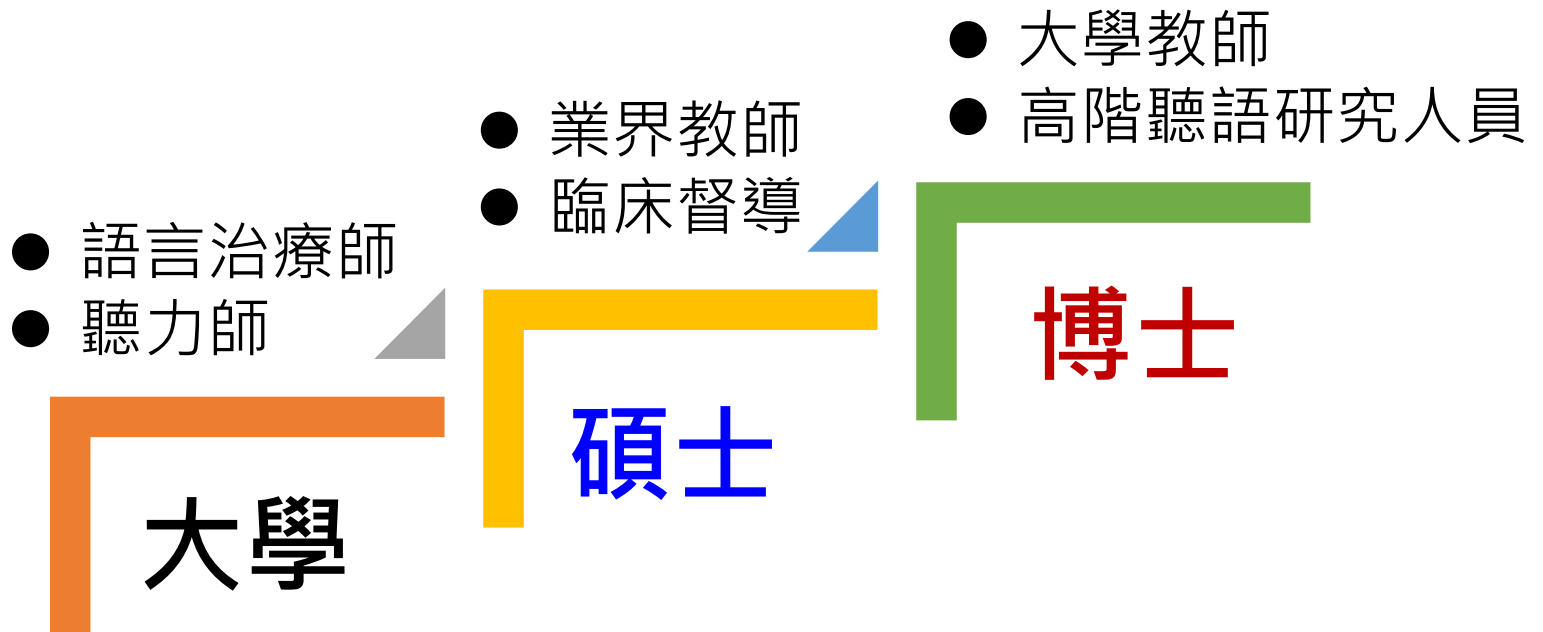 ● 語言治療師
● 聽力師
大學
● 業界教師
● 臨床督導
碩士
● 大學教師
● 高階聽語研究人員
博士